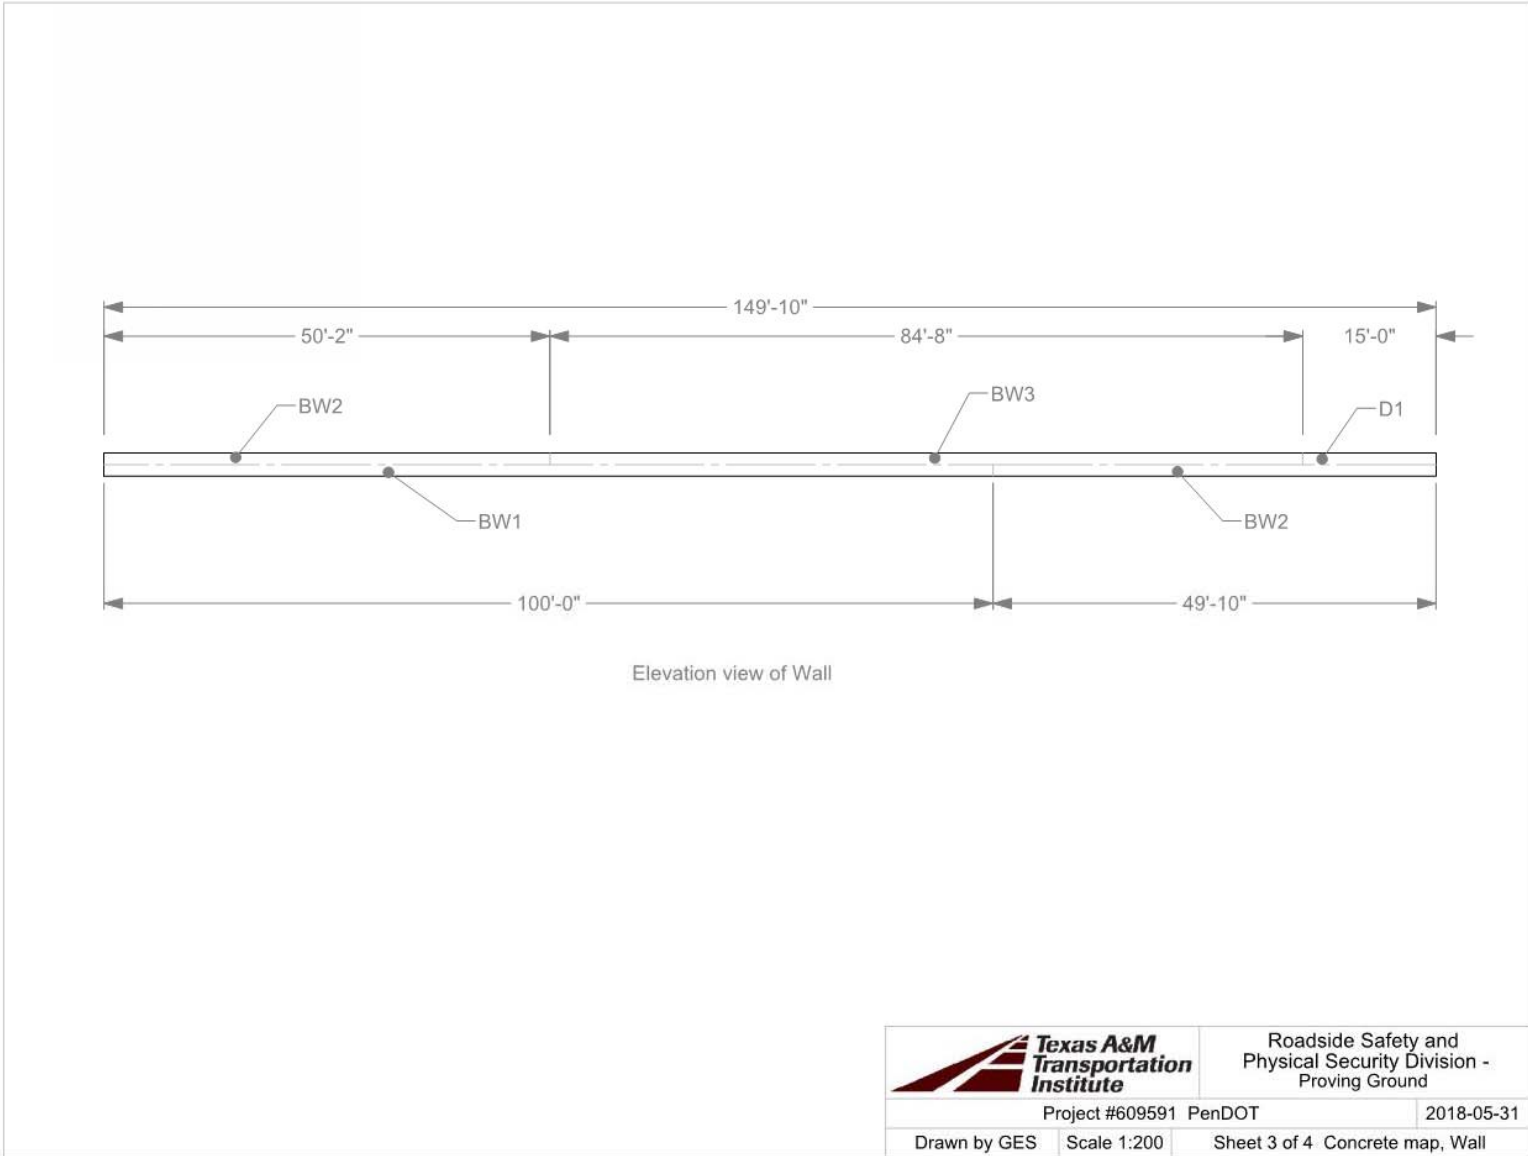 149'-10"
50'-2"
84'-8"
15'-0"
BW3
BW2
D1
BW1
BW2
100'-0"
49'-10"
Elevation view of Wall
Texas A&M
Transportation
Institute
Roadside Safety and
Physical Security Division -
Proving Ground
Project #609591 PenDOT
2018-05-31
Drawn by GES
Scale 1:200
Sheet 3 of 4 Concrete map, Wall